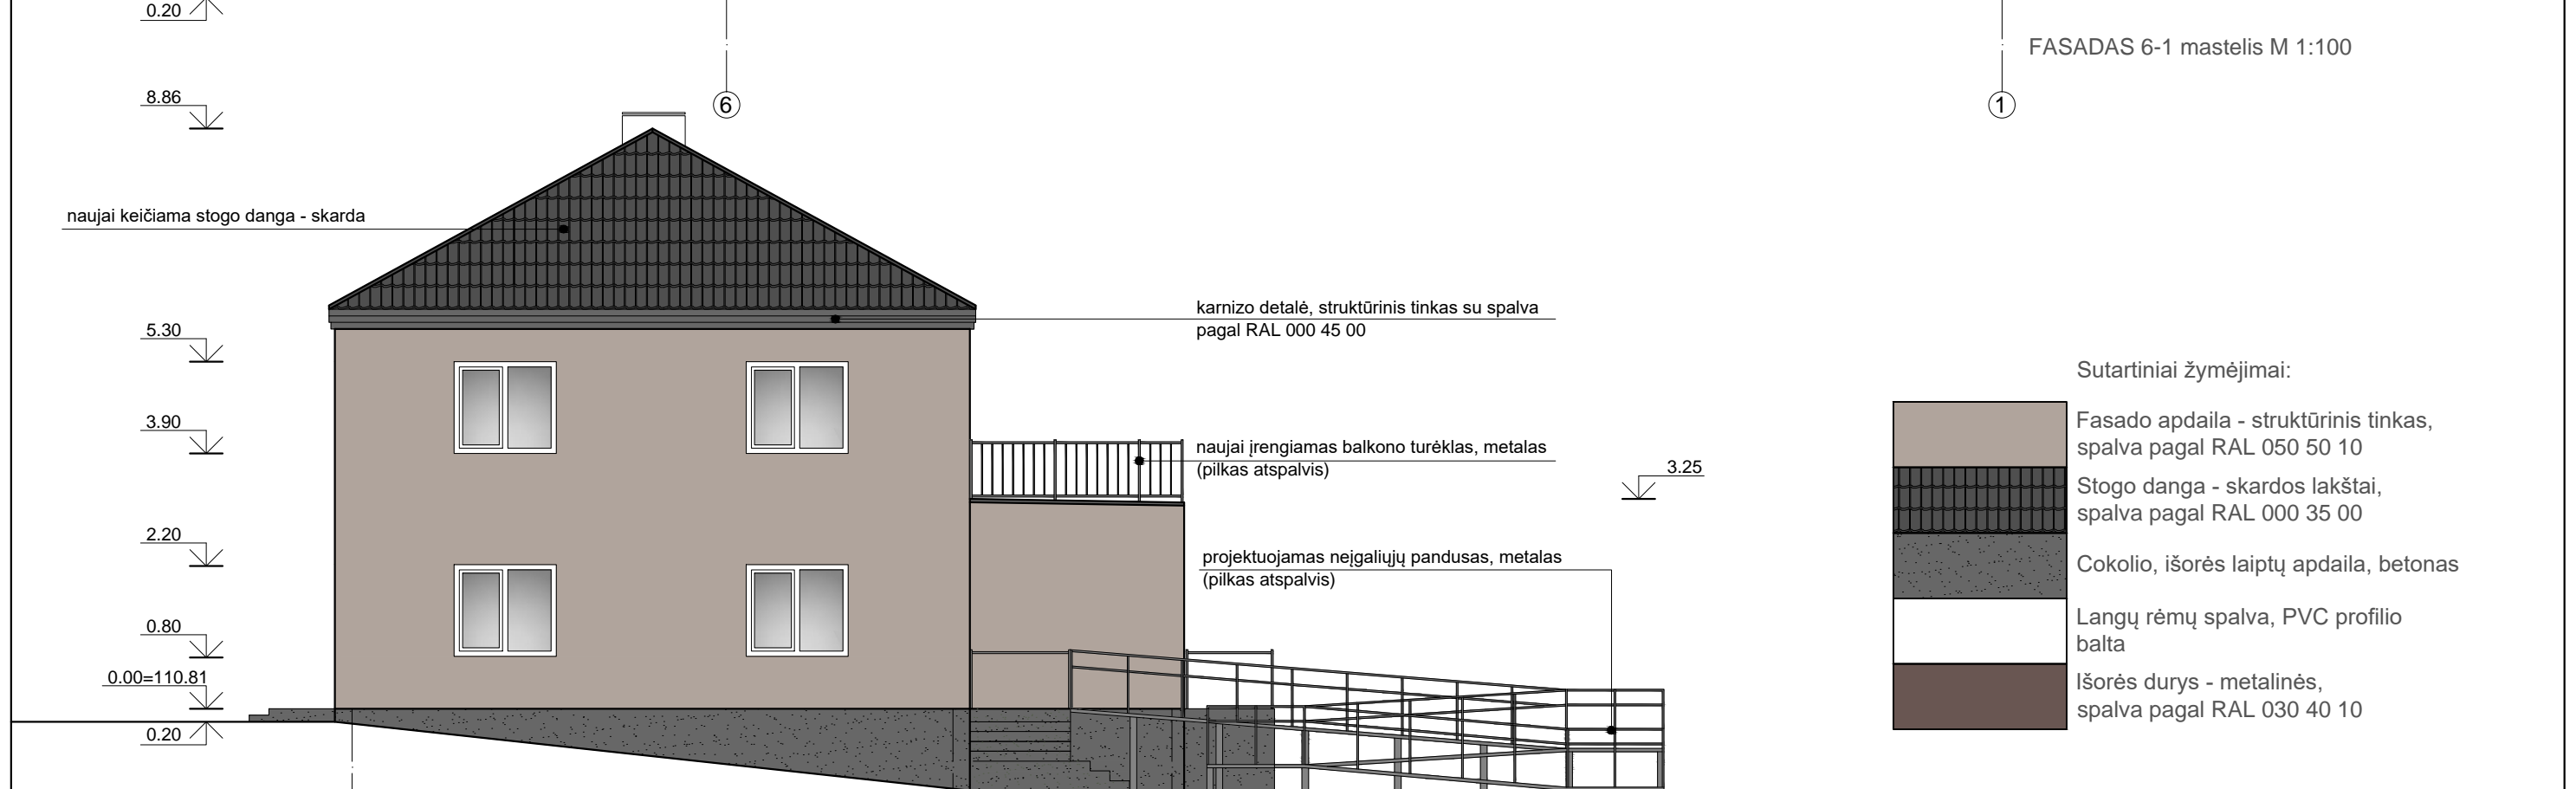 0.20
FASADAS 6-1 mastelis M 1:100
8.86
6
1
naujai keičiama stogo danga - skarda
karnizo detalė, struktūrinis tinkas su spalva
pagal RAL 000 45 00
5.30
3.90
naujai įrengiamas balkono turėklas, metalas
(pilkas atspalvis)
3.25
2.20
projektuojamas neįgaliųjų pandusas, metalas
(pilkas atspalvis)
0.80
0.00=110.81
0.20
Sutartiniai žymėjimai:
Fasado apdaila - struktūrinis tinkas,
spalva pagal RAL 050 50 10
Stogo danga - skardos lakštai,
spalva pagal RAL 000 35 00
Cokolio, išorės laiptų apdaila, betonas
Langų rėmų spalva, PVC profilio
balta
Išorės durys - metalinės,
spalva pagal RAL 030 40 10